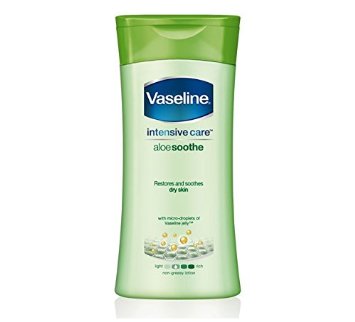 Vaseline.
intensive care™
aloesoothe
Restores and soothes
dry skin
with micro-droplets of
Vaseline jelly™
light rich
non-greasy lotion